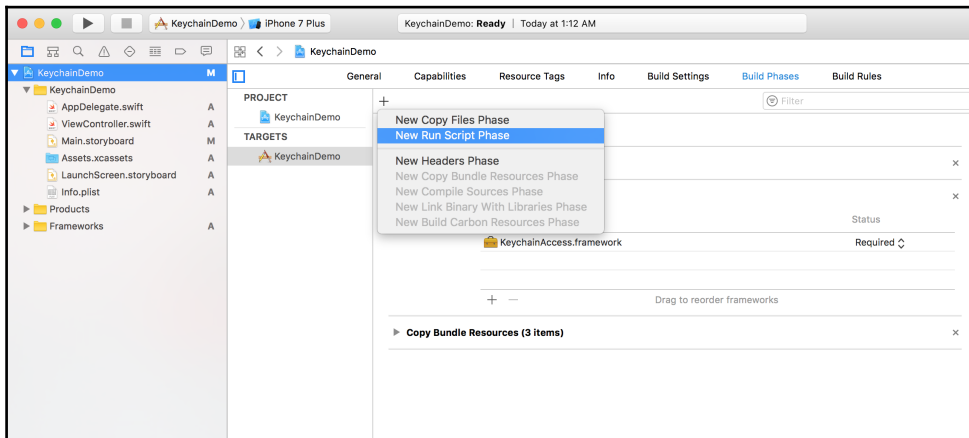 KeychainDemo iPhone 7 Plus
KeychainDemo: Ready | Today at 1:12 AM
KeychainDemo
KeychainDemo M
KeychainDemo
AppDelegate.swift A
ViewController.swift A
Main.storyboard M
Assets.xcassets A
LaunchScreen.storyboard A
Info.plist A
Products
Frameworks A
General Capabilities Resource Tags Info Build Settings Build Phases Build Rules
PROJECT
KeychainDemo
TARGETS
KeychainDemo
Filter
New Copy Files Phase
New Run Script Phase
New Headers Phase
New Copy Bundle Resources Phase
New Compile Sources Phase
New Link Binary With Libraries Phase
New Build Carbon Resources Phase
Status
KeychainAccess.framework Required
Drag to reorder frameworks
Copy Bundle Resources (3 items)